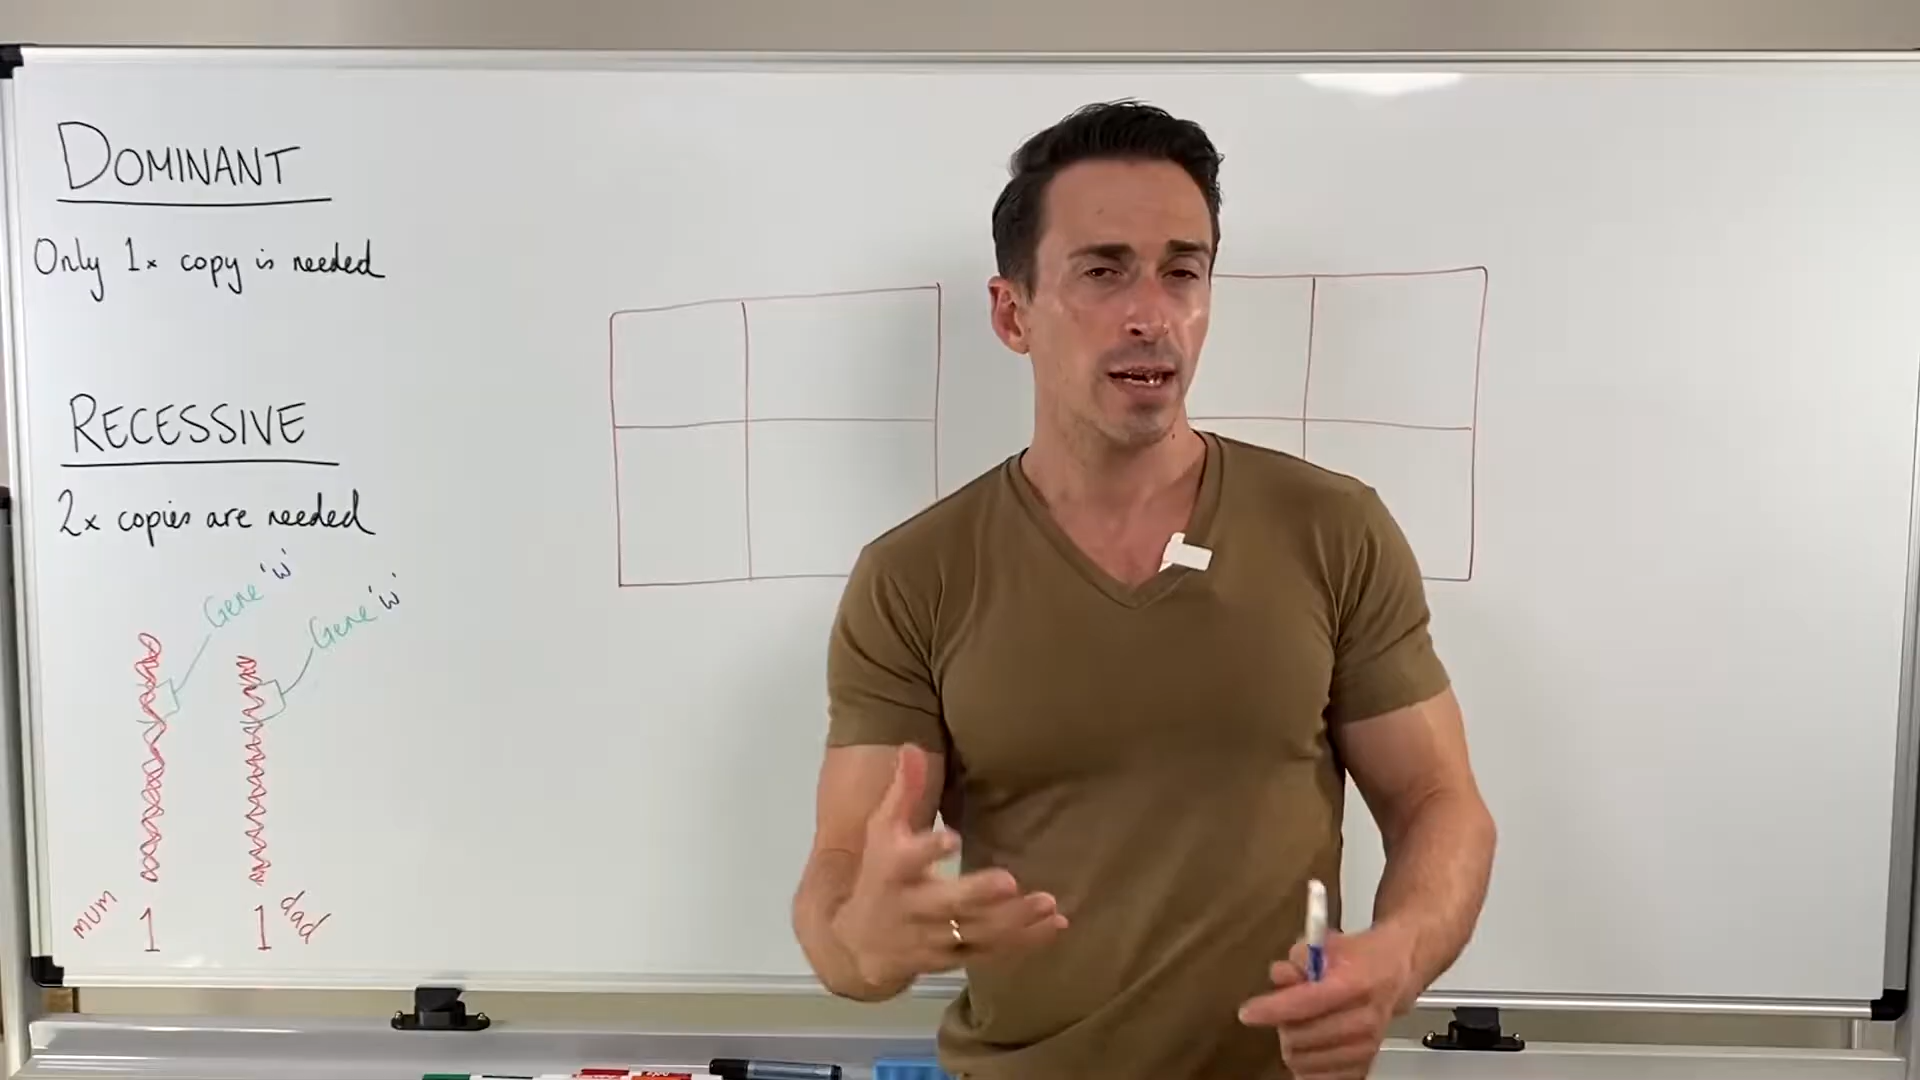 DOMINANT
Only 1x copy is needed
RECESSIVE
2x copies are needed
Gene 'w'
Gene 'w'
mum
1
1
dad